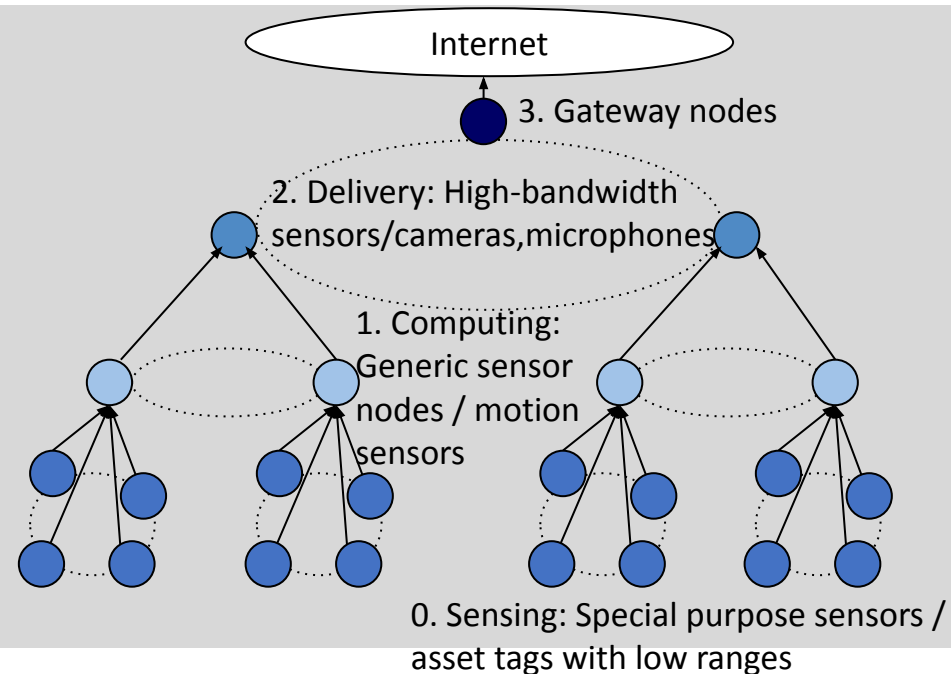 Internet
3. Gateway nodes
2. Delivery: High-bandwidth
sensors/cameras,microphones
1. Computing:
Generic sensor
nodes / motion
sensors
0. Sensing: Special purpose sensors /
asset tags with low ranges